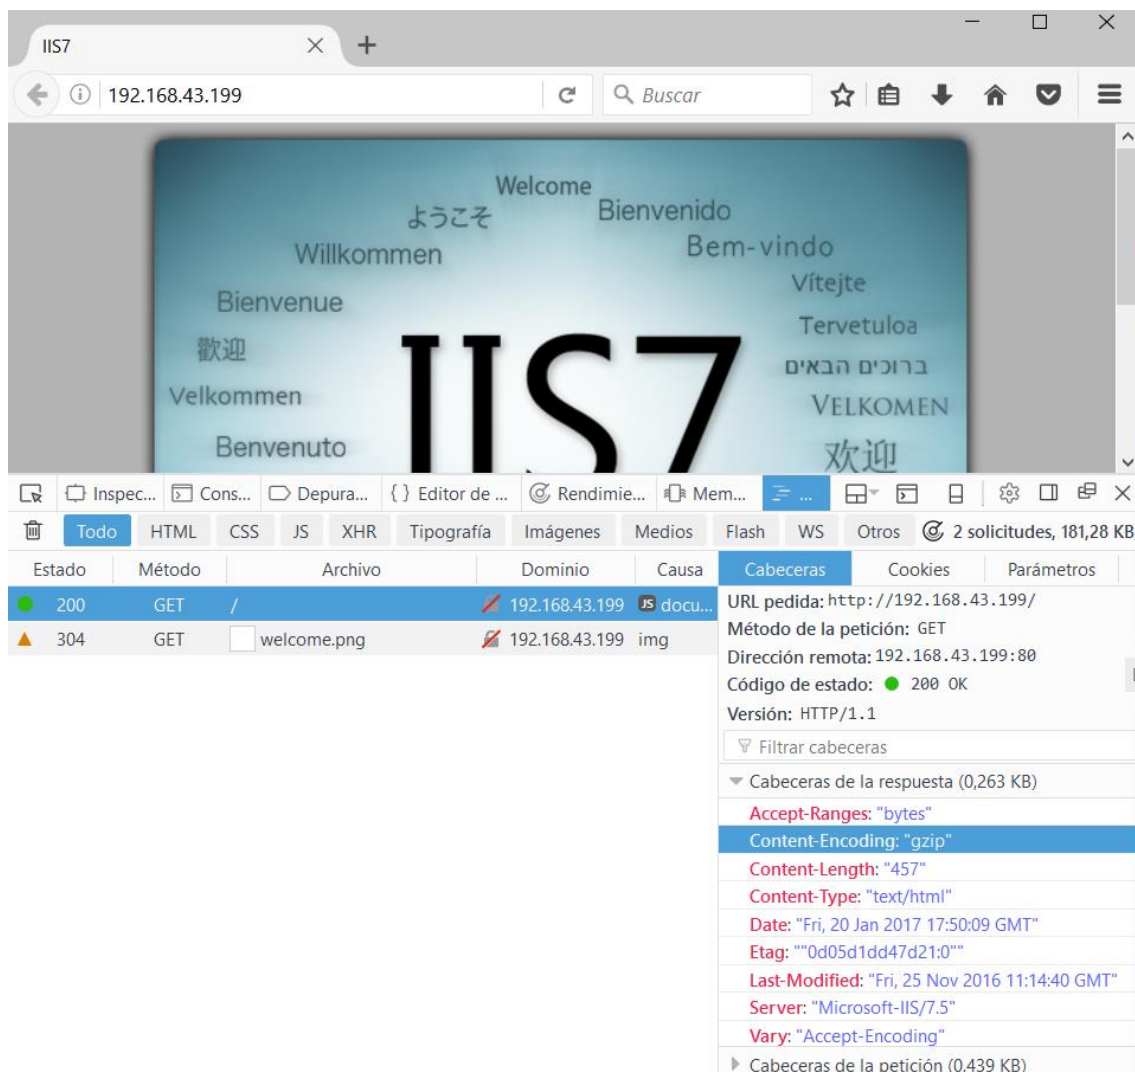 IIS7
192.168.43.199
Buscar
Welcome
ようこそ
Bienvenido
Willkommen
Bem-vindo
Vítejte
Bienvenue
Tervetuloa
歡迎
ברוכים הבאים
Velkommen
VELKOMEN
Benvenuto
欢迎
IIS7
Inspec... Cons... Depura... {} Editor de ... Rendimie... Mem... ...
Todo HTML CSS JS XHR Tipografía Imágenes Medios Flash WS Otros 2 solicitudes, 181,28 KB
Estado Método Archivo Dominio Causa
200 GET / 192.168.43.199 JS docu...
304 GET welcome.png 192.168.43.199 img
Cabeceras Cookies Parámetros
URL pedida: http://192.168.43.199/
Método de la petición: GET
Dirección remota: 192.168.43.199:80
Código de estado: 200 OK
Versión: HTTP/1.1
Filtrar cabeceras
Cabeceras de la respuesta (0,263 KB)
Accept-Ranges: "bytes"
Content-Encoding: "gzip"
Content-Length: "457"
Content-Type: "text/html"
Date: "Fri, 20 Jan 2017 17:50:09 GMT"
Etag: ""0d05d1dd47d21:0""
Last-Modified: "Fri, 25 Nov 2016 11:14:40 GMT"
Server: "Microsoft-IIS/7.5"
Vary: "Accept-Encoding"
Cabeceras de la petición (0,439 KB)